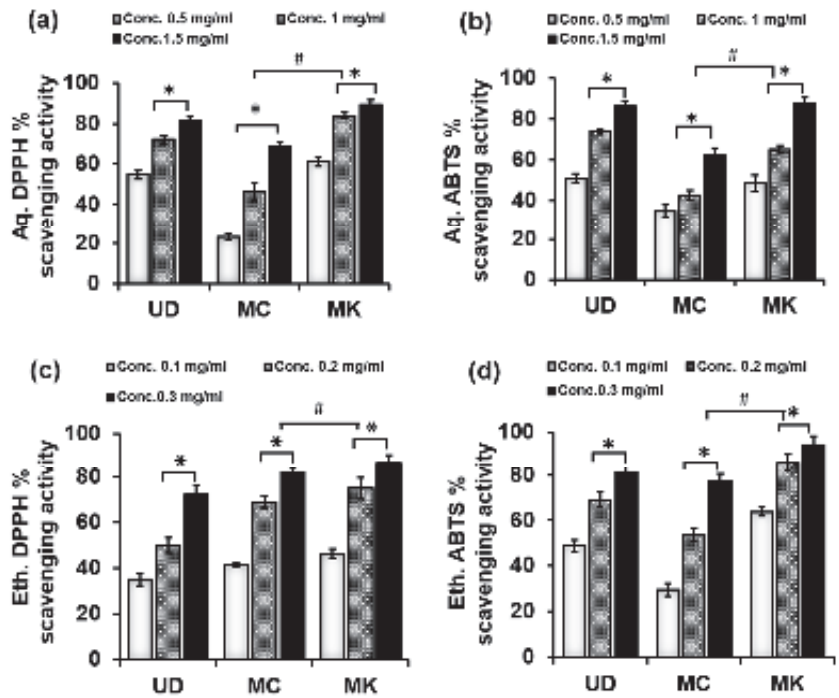 (a)
Conc. 0.5 mg/ml Conc. 1 mg/ml
Conc.1.5 mg/ml
Aq. DPPH %
scavenging activity
100
80
60
40
20
0
* * # *
UD MC MK
(b)
Conc. 0.5 mg/ml Conc. 1 mg/ml
Conc.1.5 mg/ml
Aq. ABTS %
scavenging activity
100
80
60
40
20
0
* * # *
UD MC MK
(c)
Conc. 0.1 mg/ml Conc. 0.2 mg/ml
Conc.0.3 mg/ml
Eth. DPPH %
scavenging activity
100
80
60
40
20
0
* * # *
UD MC MK
(d)
Conc. 0.1 mg/ml Conc. 0.2 mg/ml
Conc.0.3 mg/ml
Eth. ABTS %
scavenging activity
100
80
60
40
20
0
* * # *
UD MC MK